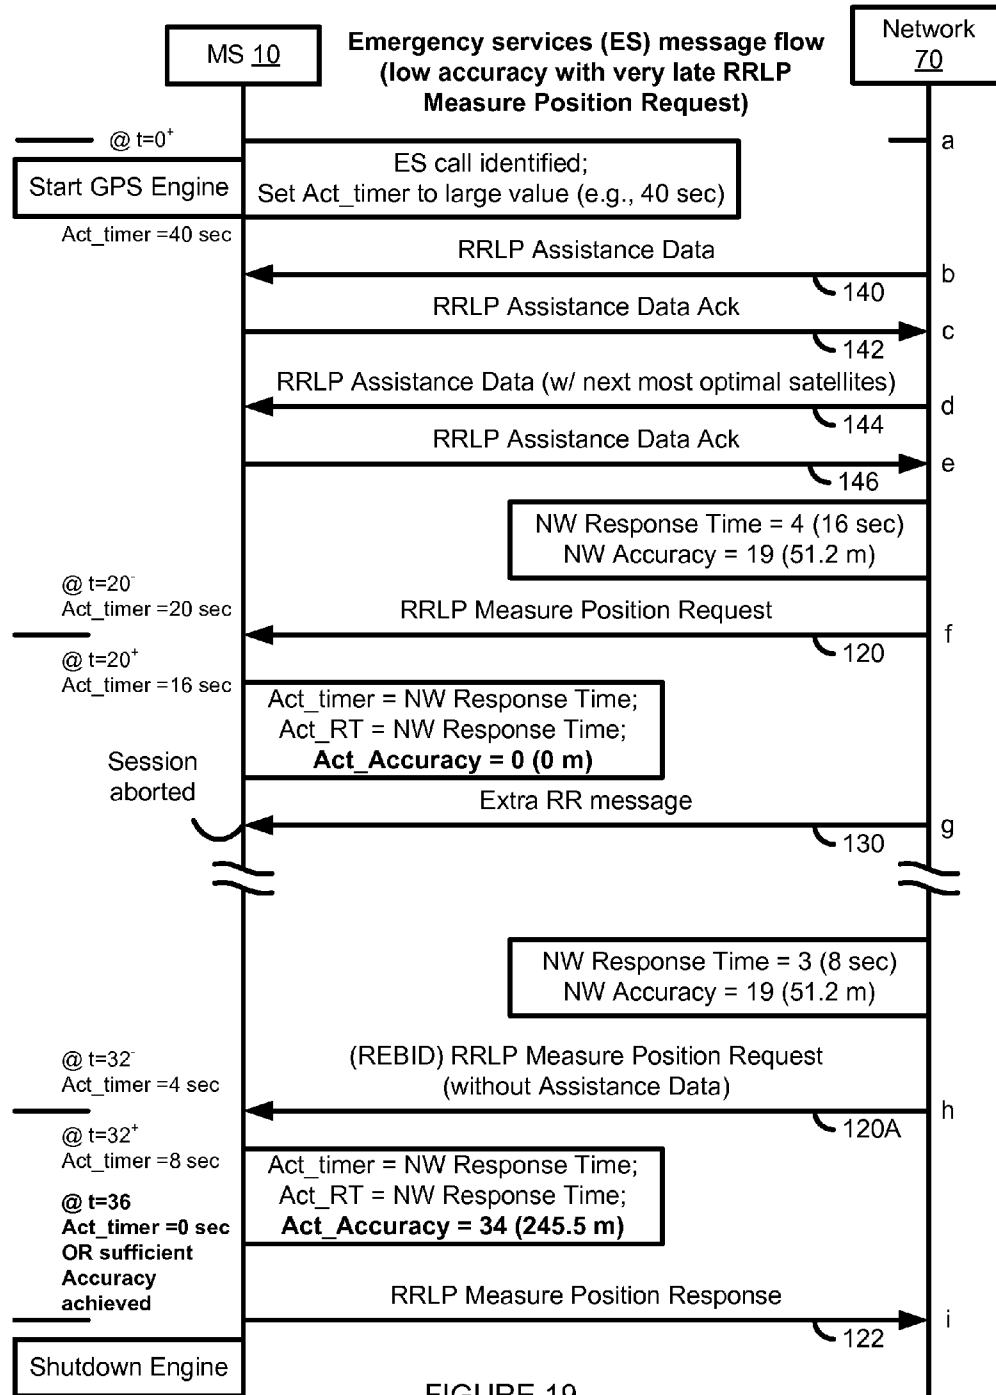 MS 10
Emergency services (ES) message flow
(low accuracy with very late RRLP
Measure Position Request)
Network
70
@ t=0+
a
Start GPS Engine
ES call identified;
Set Act_timer to large value (e.g., 40 sec)
Act_timer =40 sec
RRLP Assistance Data
b
140
RRLP Assistance Data Ack
c
142
RRLP Assistance Data (w/ next most optimal satellites)
d
144
RRLP Assistance Data Ack
e
146
NW Response Time = 4 (16 sec)
NW Accuracy = 19 (51.2 m)
@ t=20-
Act_timer =20 sec
RRLP Measure Position Request
f
120
@ t=20+
Act_timer =16 sec
Act_timer = NW Response Time;
Act_RT = NW Response Time;
Act_Accuracy = 0 (0 m)
Session
aborted
Extra RR message
g
130
NW Response Time = 3 (8 sec)
NW Accuracy = 19 (51.2 m)
@ t=32-
Act_timer =4 sec
(REBID) RRLP Measure Position Request
(without Assistance Data)
h
120A
@ t=32+
Act_timer =8 sec
Act_timer = NW Response Time;
Act_RT = NW Response Time;
Act_Accuracy = 34 (245.5 m)
@ t=36
Act_timer =0 sec
OR sufficient
Accuracy
achieved
RRLP Measure Position Response
i
122
Shutdown Engine
FIGURE 19